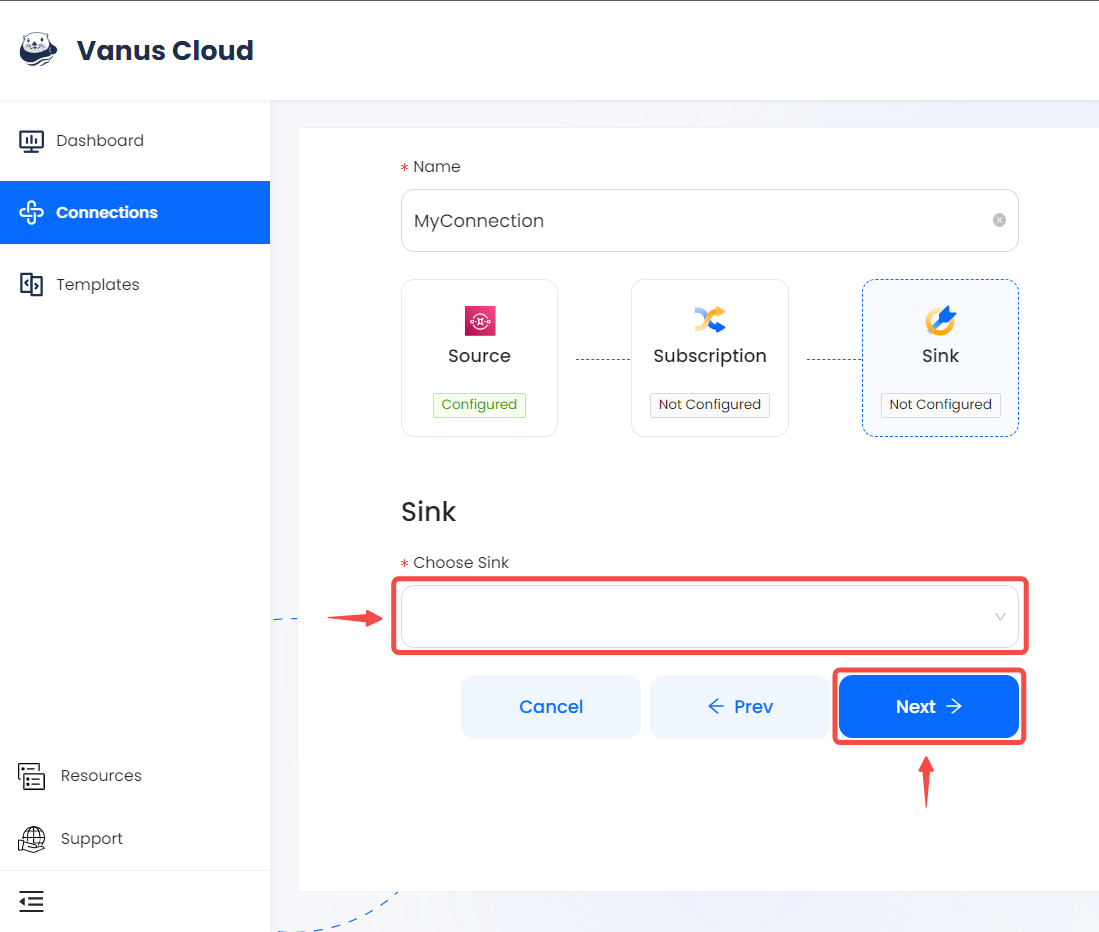 Vanus Cloud
Dashboard
Connections
Templates
Resources
Support
* Name
MyConnection
Source
Configured
Subscription
Not Configured
Sink
Not Configured
Sink
* Choose Sink
Cancel
← Prev
Next →